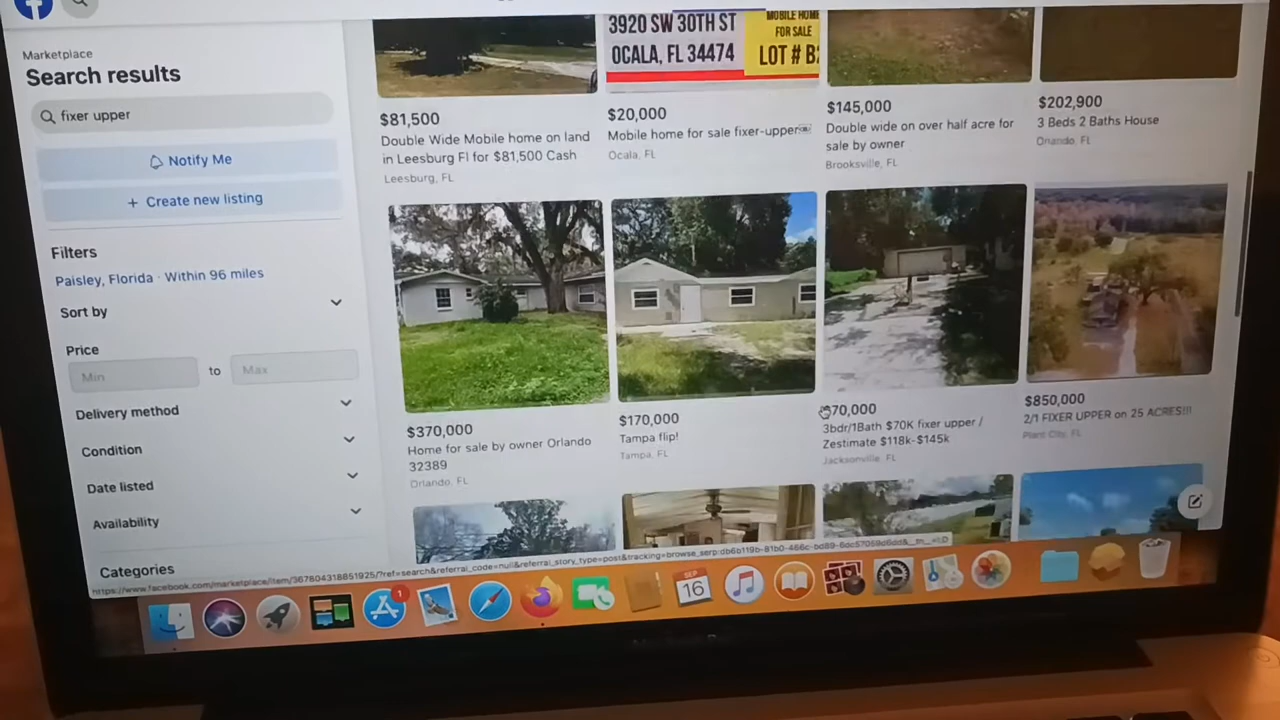 Marketplace
Search results
fixer upper
Notify Me
+ Create new listing
Filters
Paisley, Florida · Within 96 miles
Sort by
Price
Min
to
Max
Delivery method
Condition
Date listed
Availability
Categories
3920 SW 30TH ST
OCALA, FL 34474
MOBILE HOME
FOR SALE
LOT # B
$81,500
Double Wide Mobile home on land
in Leesburg Fl for $81,500 Cash
Leesburg, FL
$20,000
Mobile home for sale fixer-upper
Ocala, FL
$145,000
Double wide on over half acre for
sale by owner
Brooksville, FL
$202,900
3 Beds 2 Baths House
Orlando, FL
$370,000
Home for sale by owner Orlando
32389
Orlando, FL
$170,000
Tampa flip!
Tampa, FL
$70,000
3bdr/1Bath $70K fixer upper /
Zestimate $118k-$145k
Jacksonville, FL
$850,000
2/1 FIXER UPPER on 25 ACRES!!!
Plant City, FL
SEP
16
1